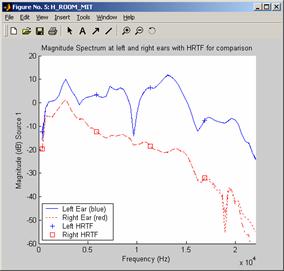 Figure No. 5: H_ROOM_MIT
File Edit View Insert Tools Window Help
Magnitude Spectrum at left and right ears with HRTF for comparison
Magnitude (dB) Source 1
20
10
0
-10
-20
-30
-40
-50
-60
Left Ear (blue)
Right Ear (red)
Left HRTF
Right HRTF
0
0.5
1
1.5
2
x 10^4
Frequency (Hz)